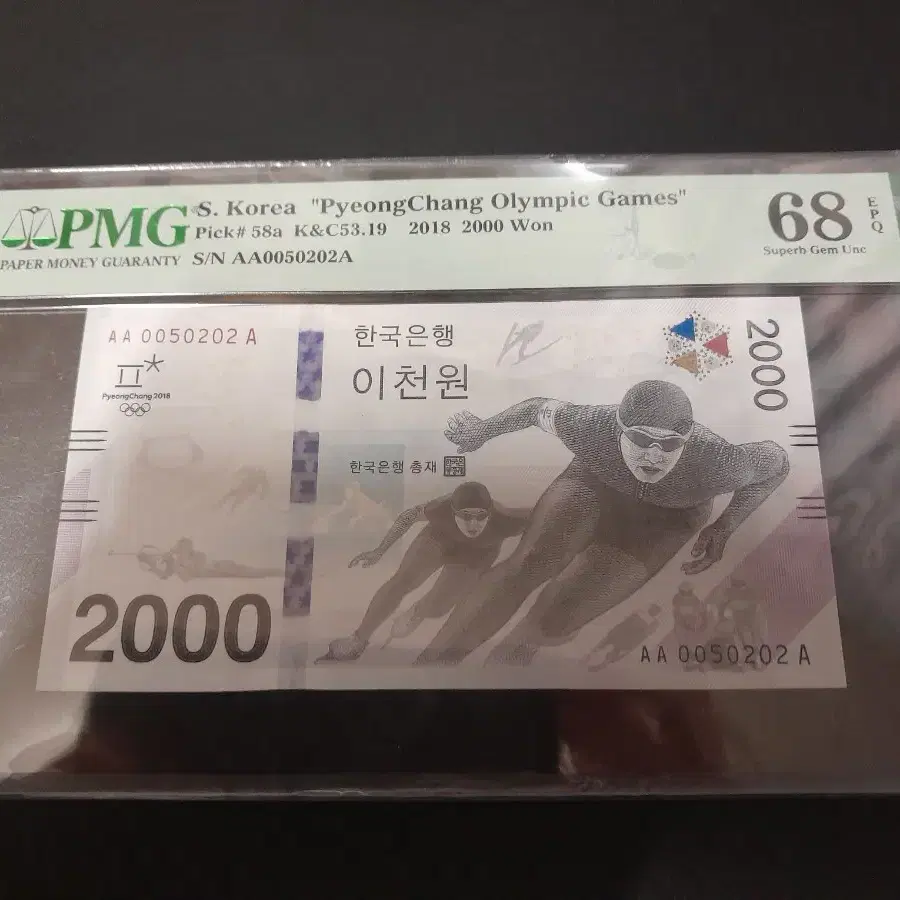 PMG
PAPER MONEY GUARANTY
S. Korea "PyeongChang Olympic Games"
Pick# 58a K&C53.19 2018 2000 Won
S/N AA0050202A
68
EPQ
Superb Gem Unc
AA 0050202 A
PyeongChang 2018
한국은행
이천원
2000
한국은행 총재
2000
AA 0050202 A